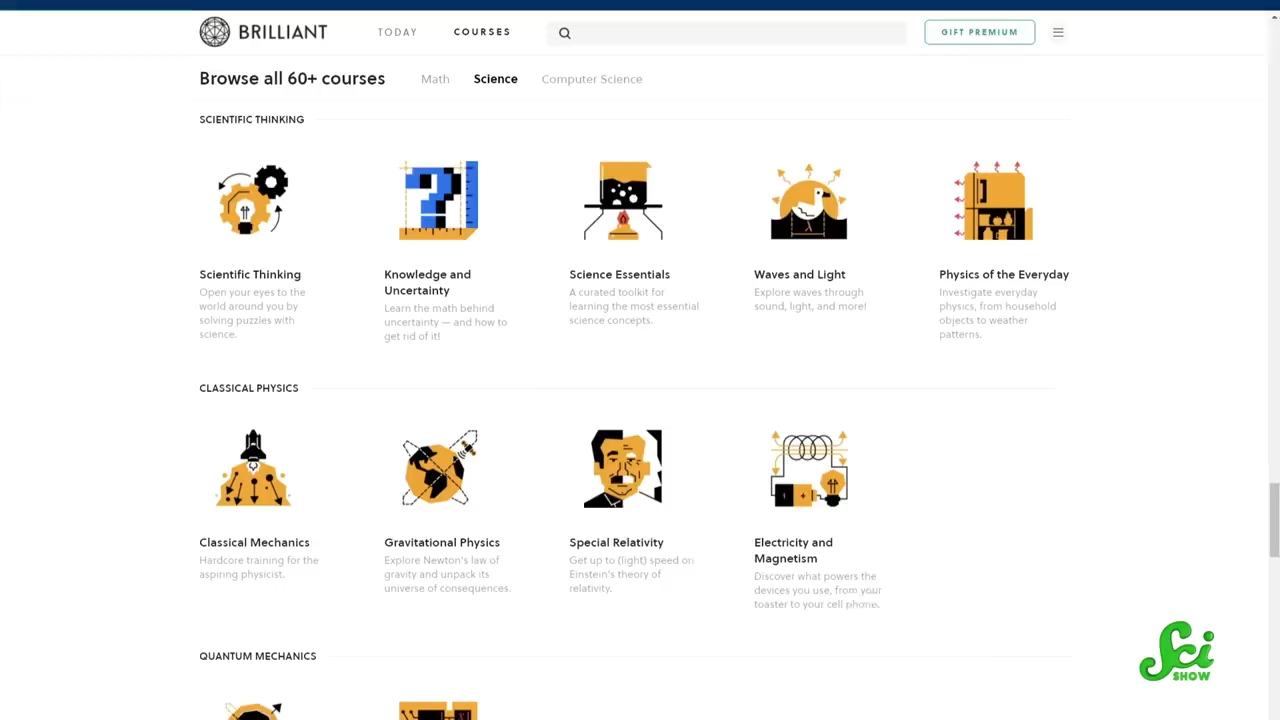 BRILLIANT
TODAY
COURSES
GIFT PREMIUM
Browse all 60+ courses
Math
Science
Computer Science
SCIENTIFIC THINKING
Scientific Thinking
Open your eyes to the
world around you by
solving puzzles with
science.
Knowledge and
Uncertainty
Learn the math behind
uncertainty — and how to
get rid of it!
Science Essentials
A curated toolkit for
learning the most essential
science concepts.
Waves and Light
Explore waves through
sound, light, and more!
Physics of the Everyday
Investigate everyday
physics, from household
objects to weather
patterns.
CLASSICAL PHYSICS
Classical Mechanics
Hardcore training for the
aspiring physicist.
Gravitational Physics
Explore Newton's law of
gravity and unpack its
universe of consequences.
Special Relativity
Get up to (light) speed on
Einstein's theory of
relativity.
Electricity and
Magnetism
Discover what powers the
devices you use, from your
toaster to your cell phone.
QUANTUM MECHANICS
Sci
SHOW